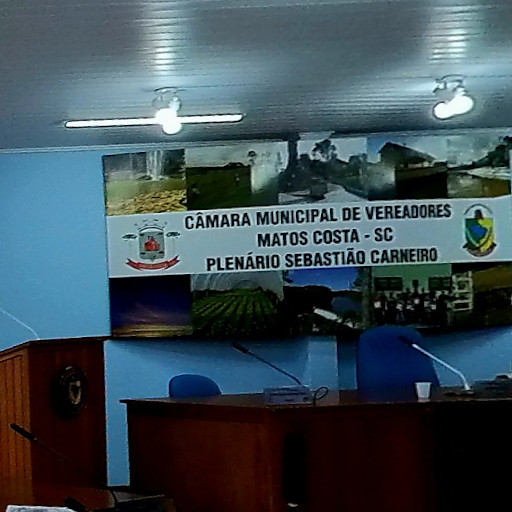 CÂMARA MUNICIPAL DE VEREADORES
MATOS COSTA - SC
PLENÁRIO SEBASTIÃO CARNEIRO